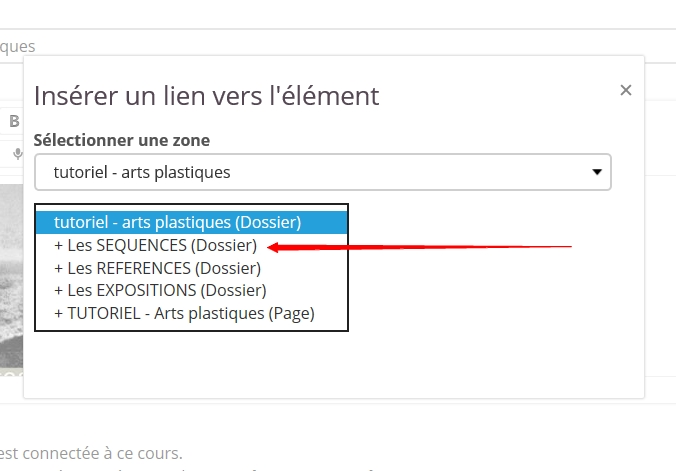 iques
Insérer un lien vers l'élément
×
B
Sélectionner une zone
tutoriel - arts plastiques
tutoriel - arts plastiques (Dossier)
+ Les SEQUENCES (Dossier)
+ Les REFERENCES (Dossier)
+ Les EXPOSITIONS (Dossier)
+ TUTORIEL - Arts plastiques (Page)
est connectée à ce cours.